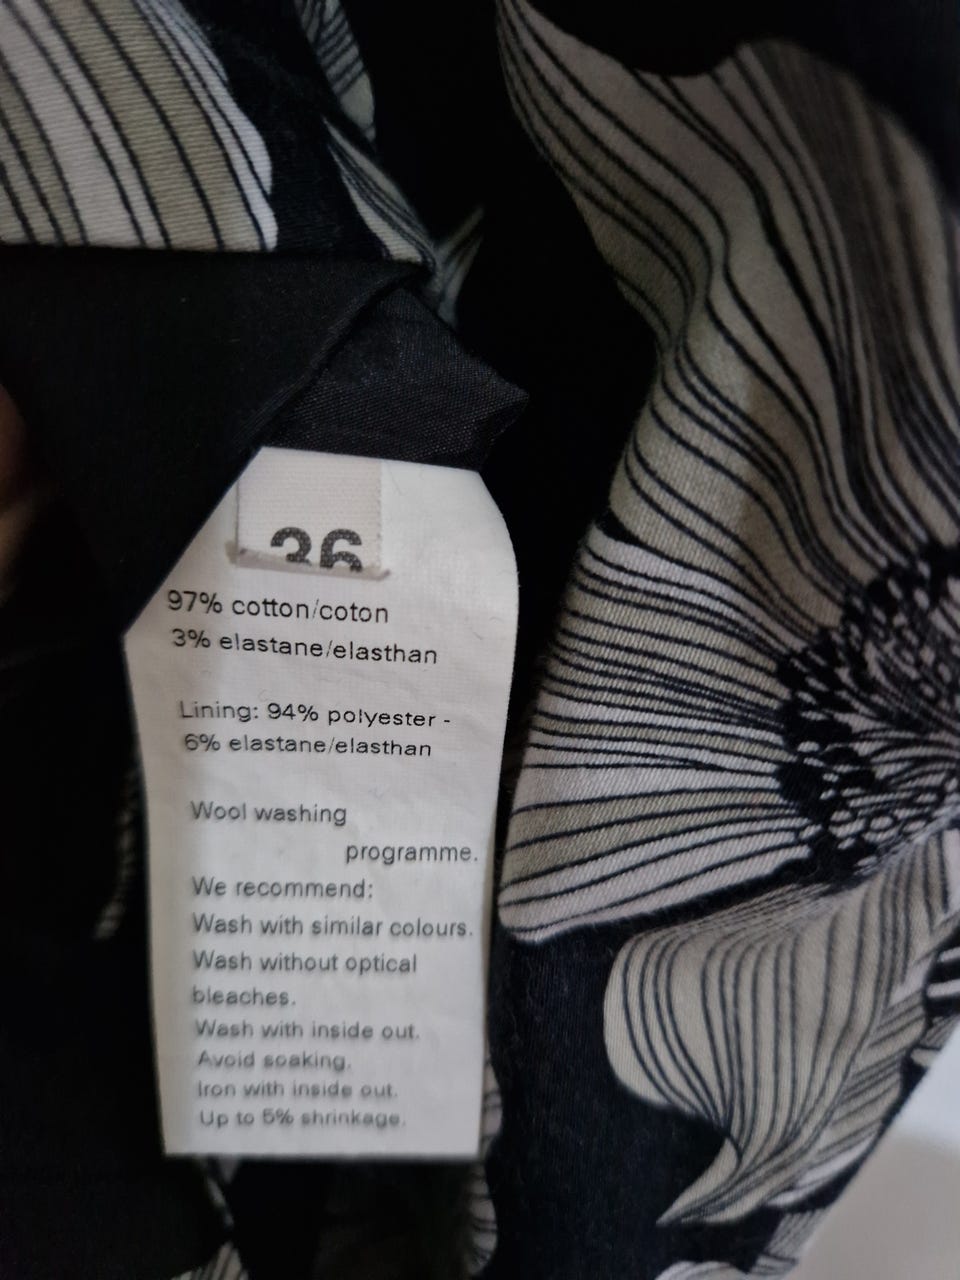 36
97% cotton/coton
3% elastane/elasthan
Lining: 94% polyester -
6% elastane/elasthan
Wool washing
programme.
We recommend:
Wash with similar colours.
Wash without optical
bleaches.
Wash with inside out.
Avoid soaking.
Iron with inside out.
Up to 5% shrinkage.